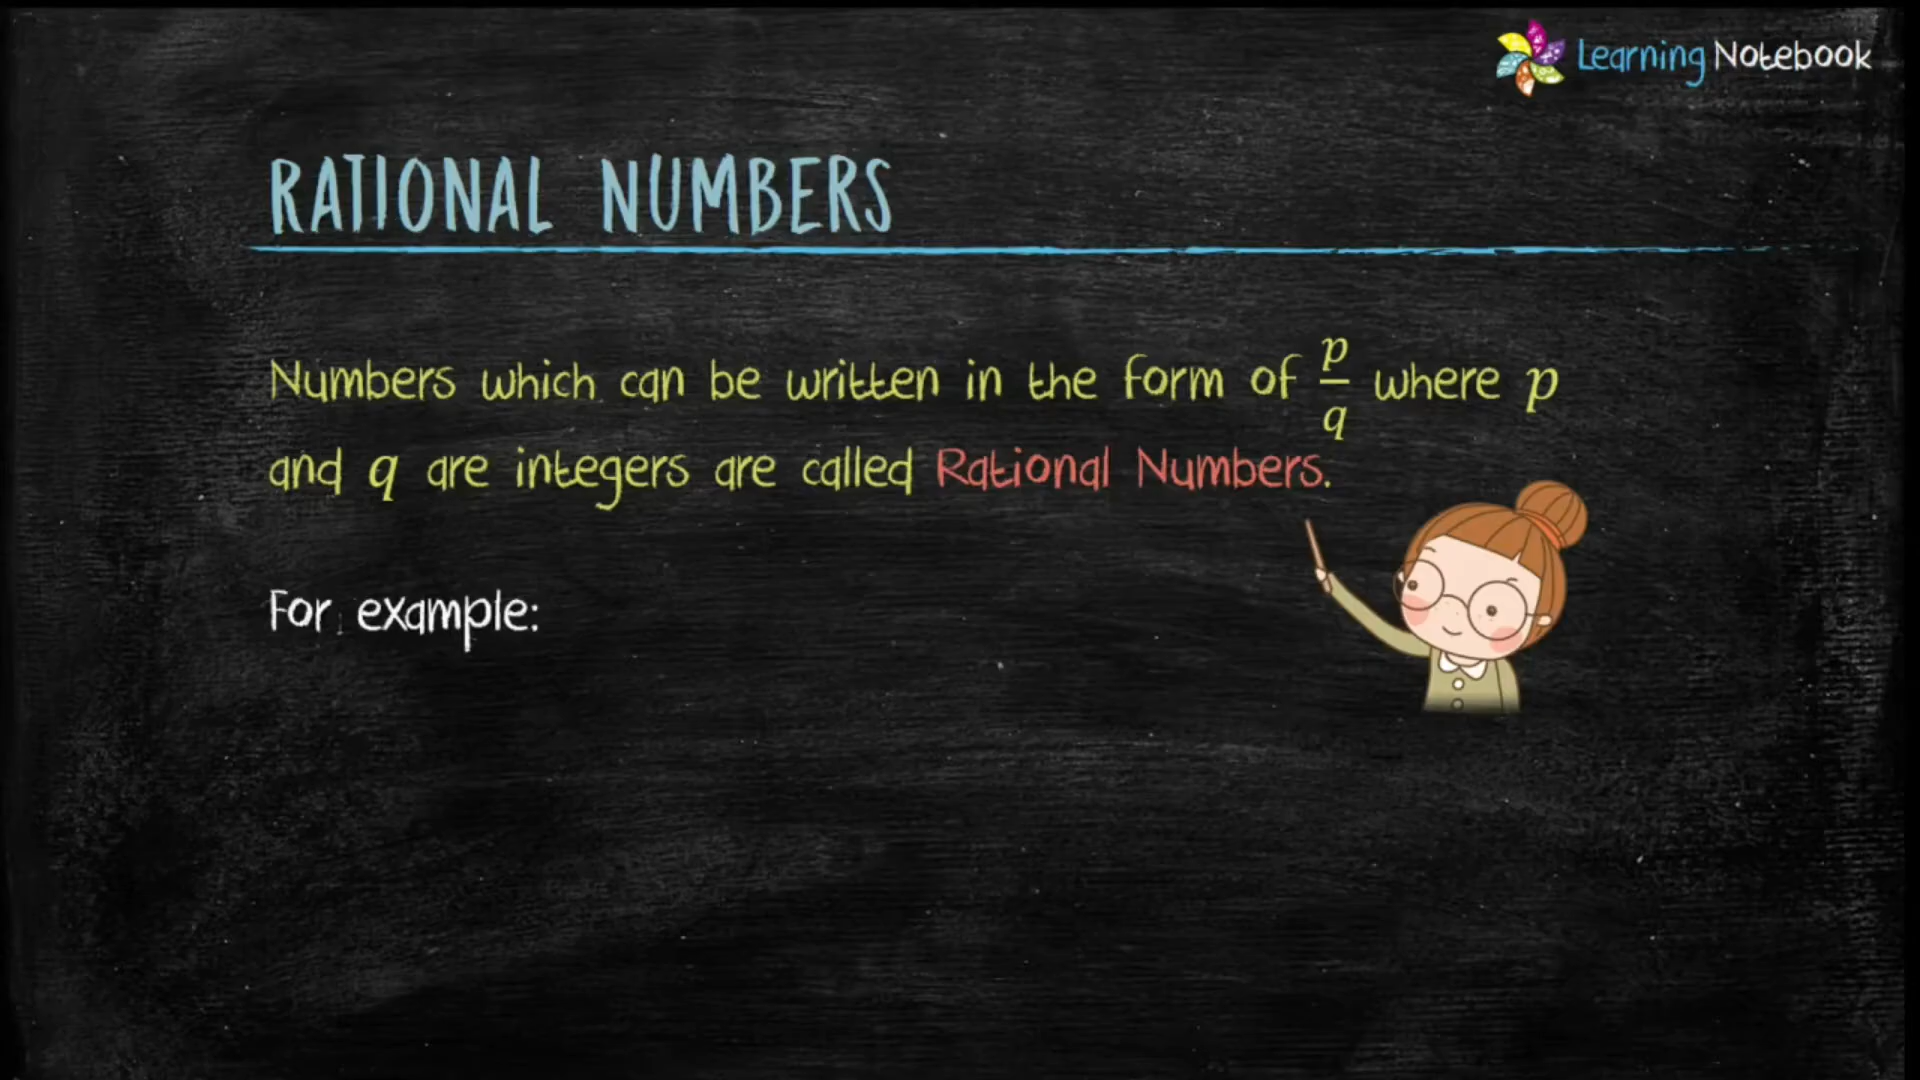 Learning Notebook
RATIONAL NUMBERS
Numbers which can be written in the form of p/q where p
and q are integers are called Rational Numbers.
For example: